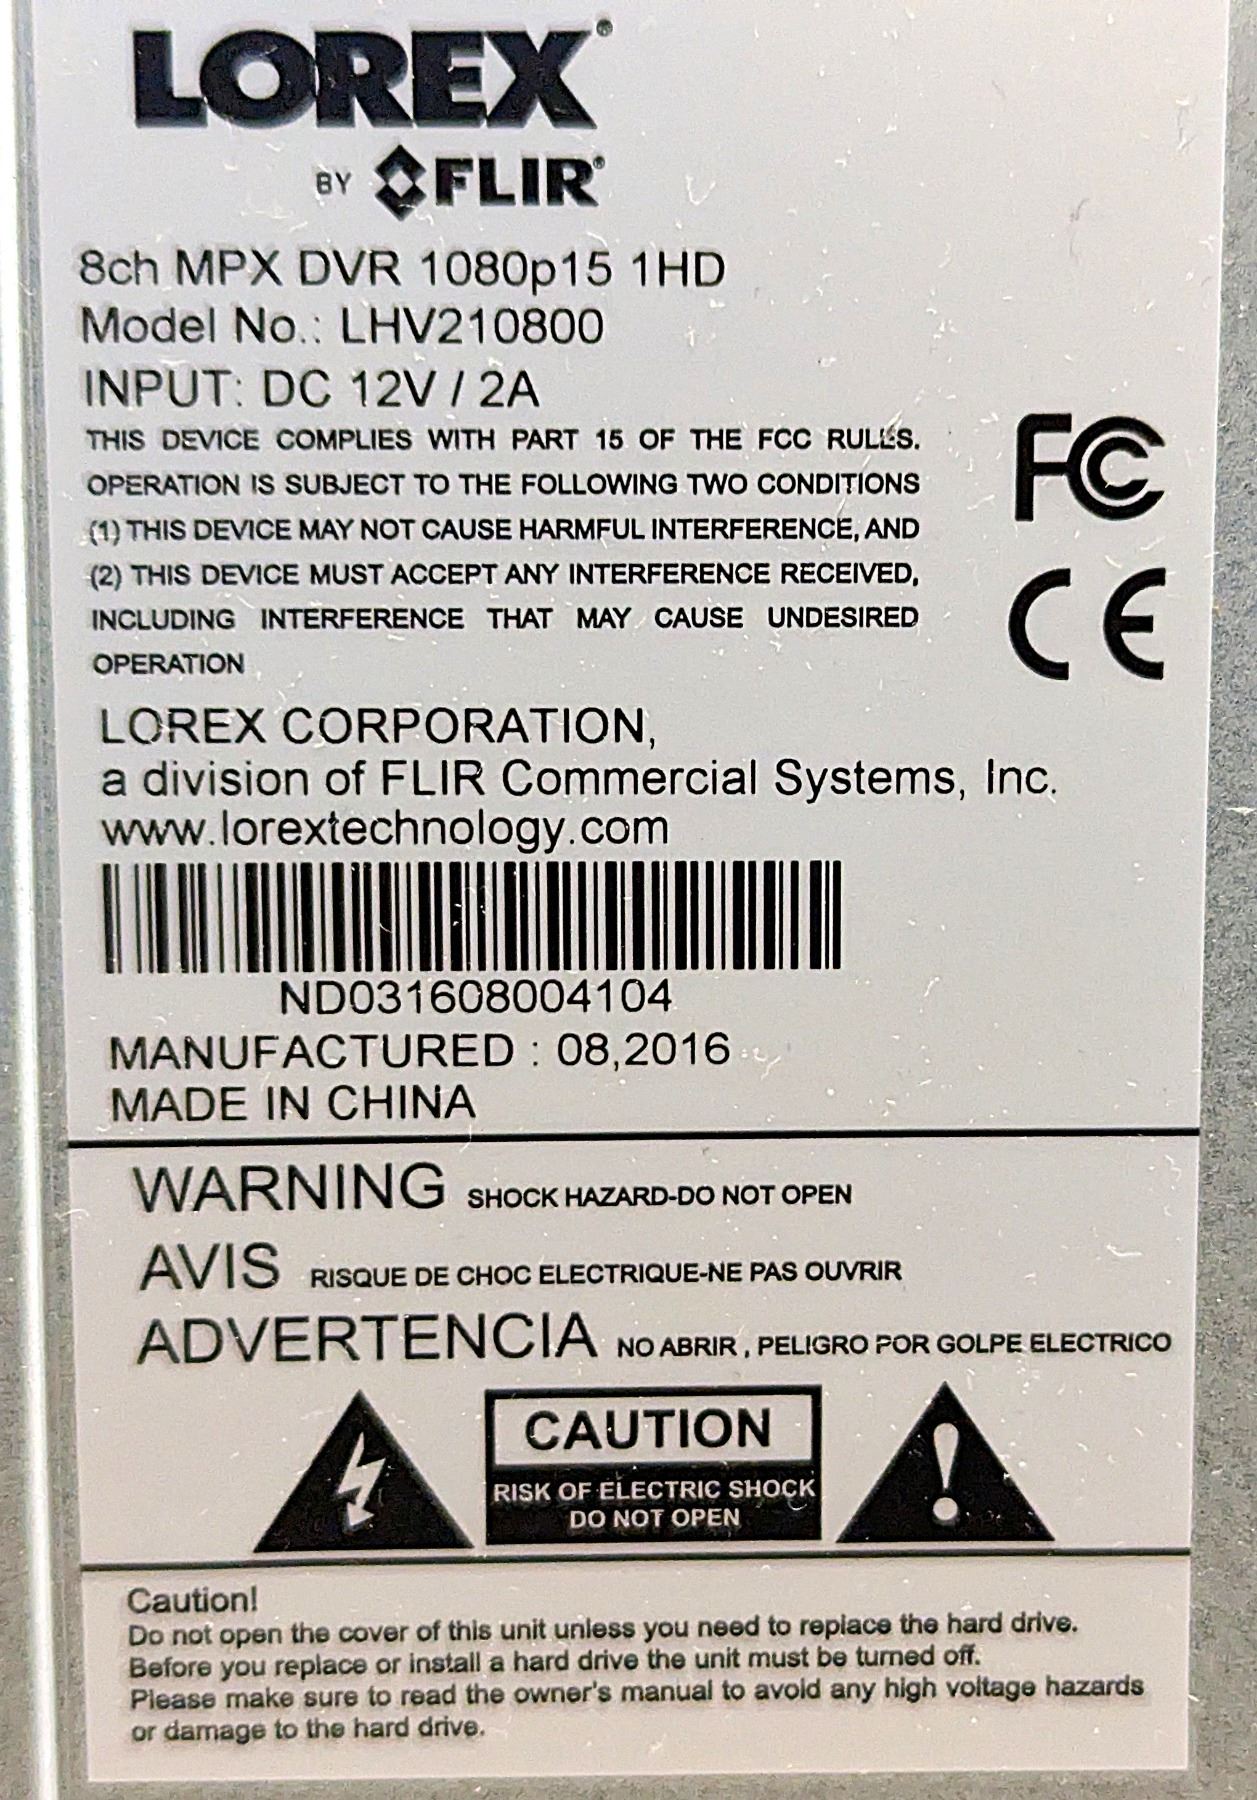 LOREX®
BY FLIR®
8ch MPX DVR 1080p15 1HD
Model No.: LHV210800
INPUT: DC 12V / 2A
THIS DEVICE COMPLIES WITH PART 15 OF THE FCC RULES.
OPERATION IS SUBJECT TO THE FOLLOWING TWO CONDITIONS
(1) THIS DEVICE MAY NOT CAUSE HARMFUL INTERFERENCE, AND
(2) THIS DEVICE MUST ACCEPT ANY INTERFERENCE RECEIVED,
INCLUDING INTERFERENCE THAT MAY CAUSE UNDESIRED
OPERATION
FC
CE
LOREX CORPORATION,
a division of FLIR Commercial Systems, Inc.
www.lorextechnology.com
ND031608004104
MANUFACTURED : 08,2016
MADE IN CHINA
WARNING SHOCK HAZARD-DO NOT OPEN
AVIS RISQUE DE CHOC ELECTRIQUE-NE PAS OUVRIR
ADVERTENCIA NO ABRIR , PELIGRO POR GOLPE ELECTRICO
CAUTION
RISK OF ELECTRIC SHOCK
DO NOT OPEN
Caution!
Do not open the cover of this unit unless you need to replace the hard drive.
Before you replace or install a hard drive the unit must be turned off.
Please make sure to read the owner's manual to avoid any high voltage hazards
or damage to the hard drive.